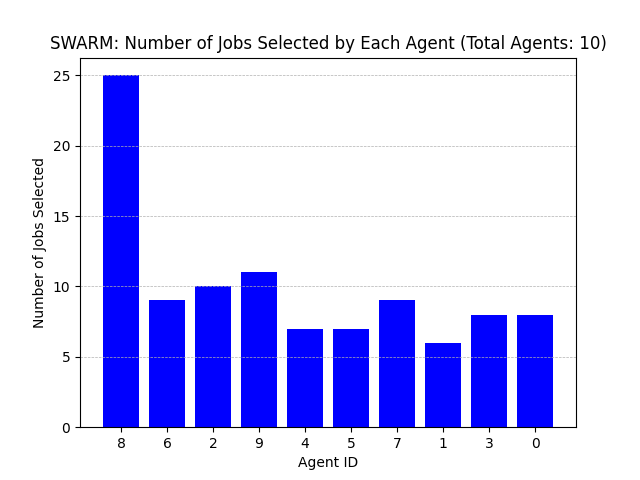 SWARM: Number of Jobs Selected by Each Agent (Total Agents: 10)
Number of Jobs Selected
25
20
15
10
5
0
8 6 2 9 4 5 7 1 3 0
Agent ID